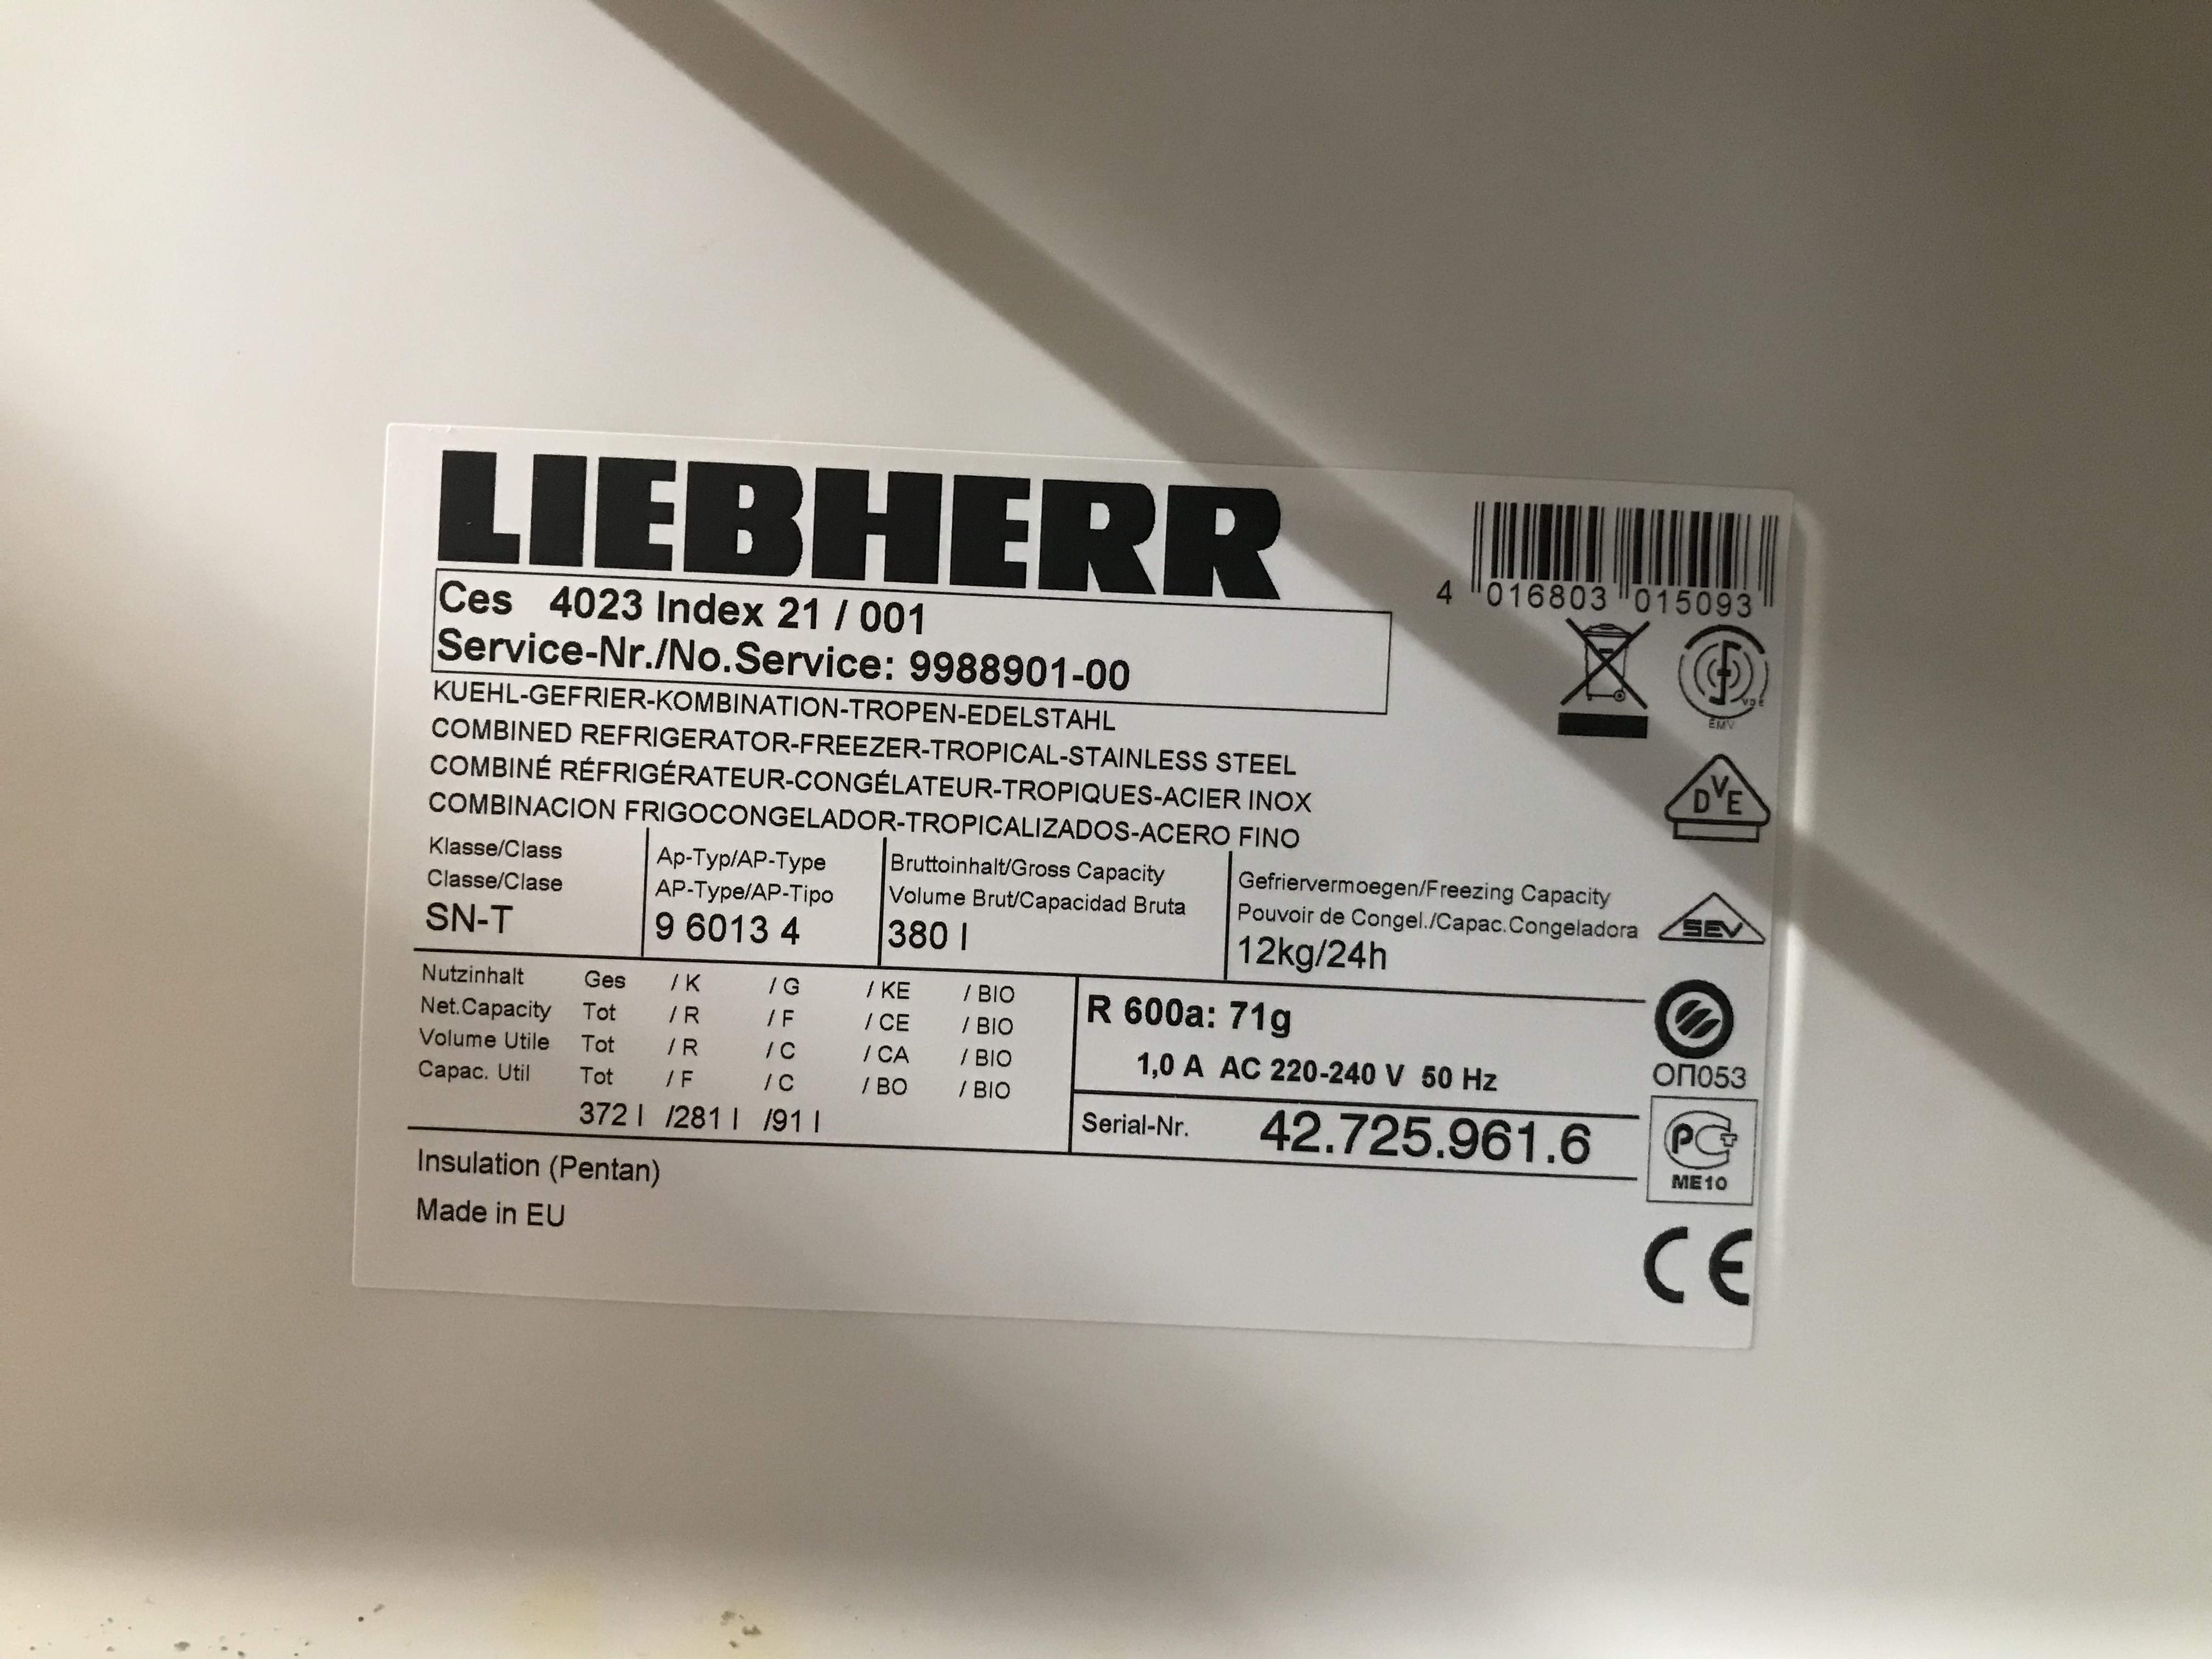 LIEBHERR
4 016803 015093
Ces 4023 Index 21 / 001
Service-Nr./No.Service: 9988901-00
KUEHL-GEFRIER-KOMBINATION-TROPEN-EDELSTAHL
COMBINED REFRIGERATOR-FREEZER-TROPICAL-STAINLESS STEEL
COMBINÉ RÉFRIGÉRATEUR-CONGÉLATEUR-TROPIQUES-ACIER INOX
COMBINACION FRIGOCONGELADOR-TROPICALIZADOS-ACERO FINO
VDE
EMV
DVE
SEV
Klasse/Class
Classe/Clase
SN-T
Ap-Typ/AP-Type
AP-Type/AP-Tipo
9 6013 4
Bruttoinhalt/Gross Capacity
Volume Brut/Capacidad Bruta
380 l
Gefriervermoegen/Freezing Capacity
Pouvoir de Congel./Capac.Congeladora
12kg/24h
Nutzinhalt Ges / K / G / KE / BIO
Net.Capacity Tot / R / F / CE / BIO
Volume Utile Tot / R / C / CA / BIO
Capac. Util Tot / F / C / BO / BIO
372 l /281 l /91 l
R 600a: 71g
1,0 A AC 220-240 V 50 Hz
Serial-Nr. 42.725.961.6
ОП053
РСТ
ME10
CE
Insulation (Pentan)
Made in EU